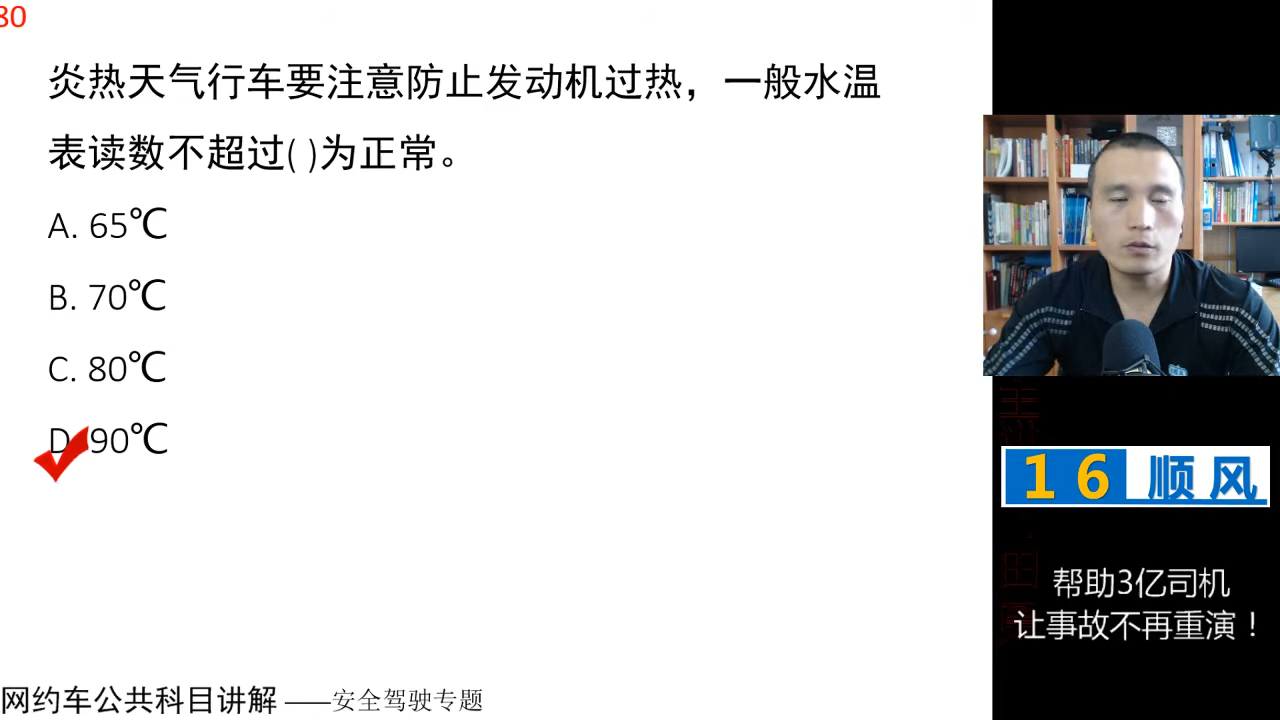 80
炎热天气行车要注意防止发动机过热，一般水温
表读数不超过( )为正常。
A. 65℃
B. 70℃
C. 80℃
D. 90℃
16顺风
帮助3亿司机
让事故不再重演！
网约车公共科目讲解 ——安全驾驶专题